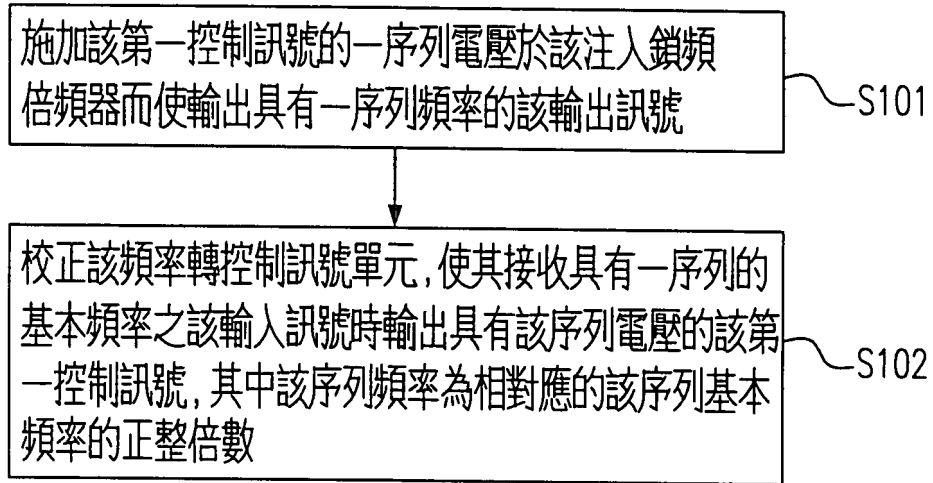 施加該第一控制訊號的一序列電壓於該注入鎖頻
倍頻器而使輸出具有一序列頻率的該輸出訊號
S101
校正該頻率轉控制訊號單元,使其接收具有一序列的
基本頻率之該輸入訊號時輸出具有該序列電壓的該第
一控制訊號,其中該序列頻率為相對應的該序列基本
頻率的正整倍數
S102